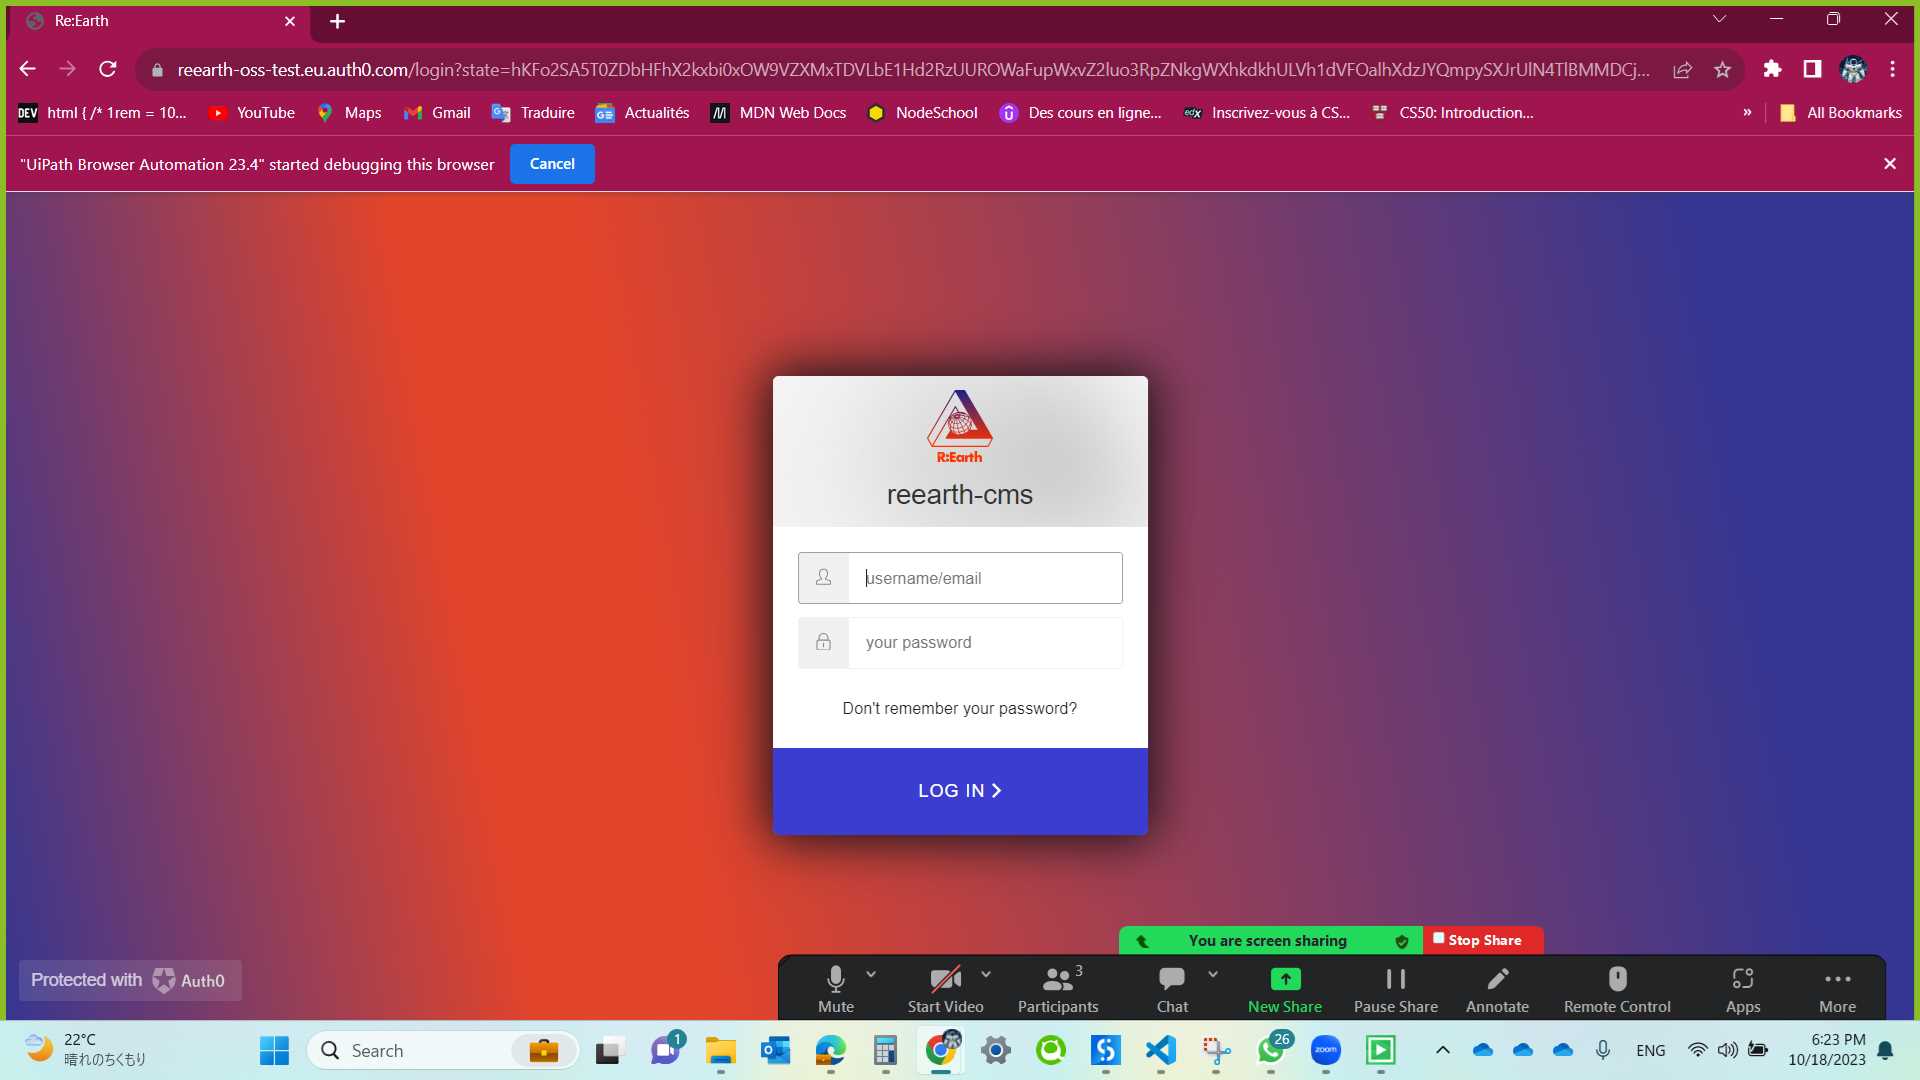 Re:Earth
reearth-oss-test.eu.auth0.com/login?state=hKFo2SA5T0ZDbHFhX2kxbi0xOW9VZXMxTDVLbE1Hd2RzUUROWaFupWxvZ2luo3RpZNkgWXhkdkhULVh1dVFOalhXdzJYQmpySXJrUlN4TlBMMDCj...
DEV html { /* 1rem = 10... YouTube Maps Gmail Traduire Actualités MDN Web Docs NodeSchool Des cours en ligne... edX Inscrivez-vous à CS... CS50: Introduction... » All Bookmarks
"UiPath Browser Automation 23.4" started debugging this browser Cancel
R:Earth
reearth-cms
username/email
your password
Don't remember your password?
LOG IN
You are screen sharing Stop Share
Protected with Auth0
3
Mute Start Video Participants Chat New Share Pause Share Annotate Remote Control Apps More
22°C
晴れのちくもり
Search
1
26
zoom
ENG
6:23 PM
10/18/2023